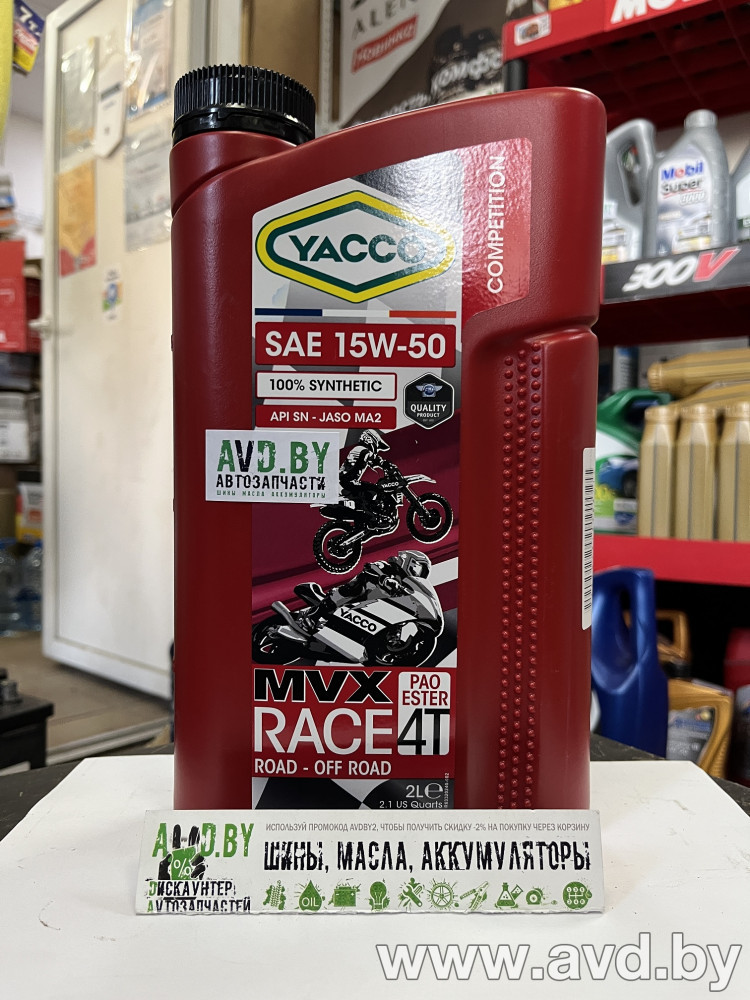 ALE
Новинка
Mobil
Super
300V
COMPETITION
YACCO
SAE 15W-50
100% SYNTHETIC
QUALITY
PRODUCT
API SN - JASO MA2
AVD.BY
АВТОЗАПЧАСТИ
ШИНЫ МАСЛА АККУМУЛЯТОРЫ
YACCO
YACCO
MVX
PAO
ESTER
RACE 4T
ROAD - OFF ROAD
2L e
2.1 US Quarts
ИСПОЛЬЗУЙ ПРОМОКОД AVDBY2, ЧТОБЫ ПОЛУЧИТЬ СКИДКУ -2% НА ПОКУПКУ ЧЕРЕЗ КОРЗИНУ
AVD.BY
%
ДИСКАУНТЕР
АВТОЗАПЧАСТЕЙ
ШИНЫ, МАСЛА, АККУМУЛЯТОРЫ
OIL
www.avd.by